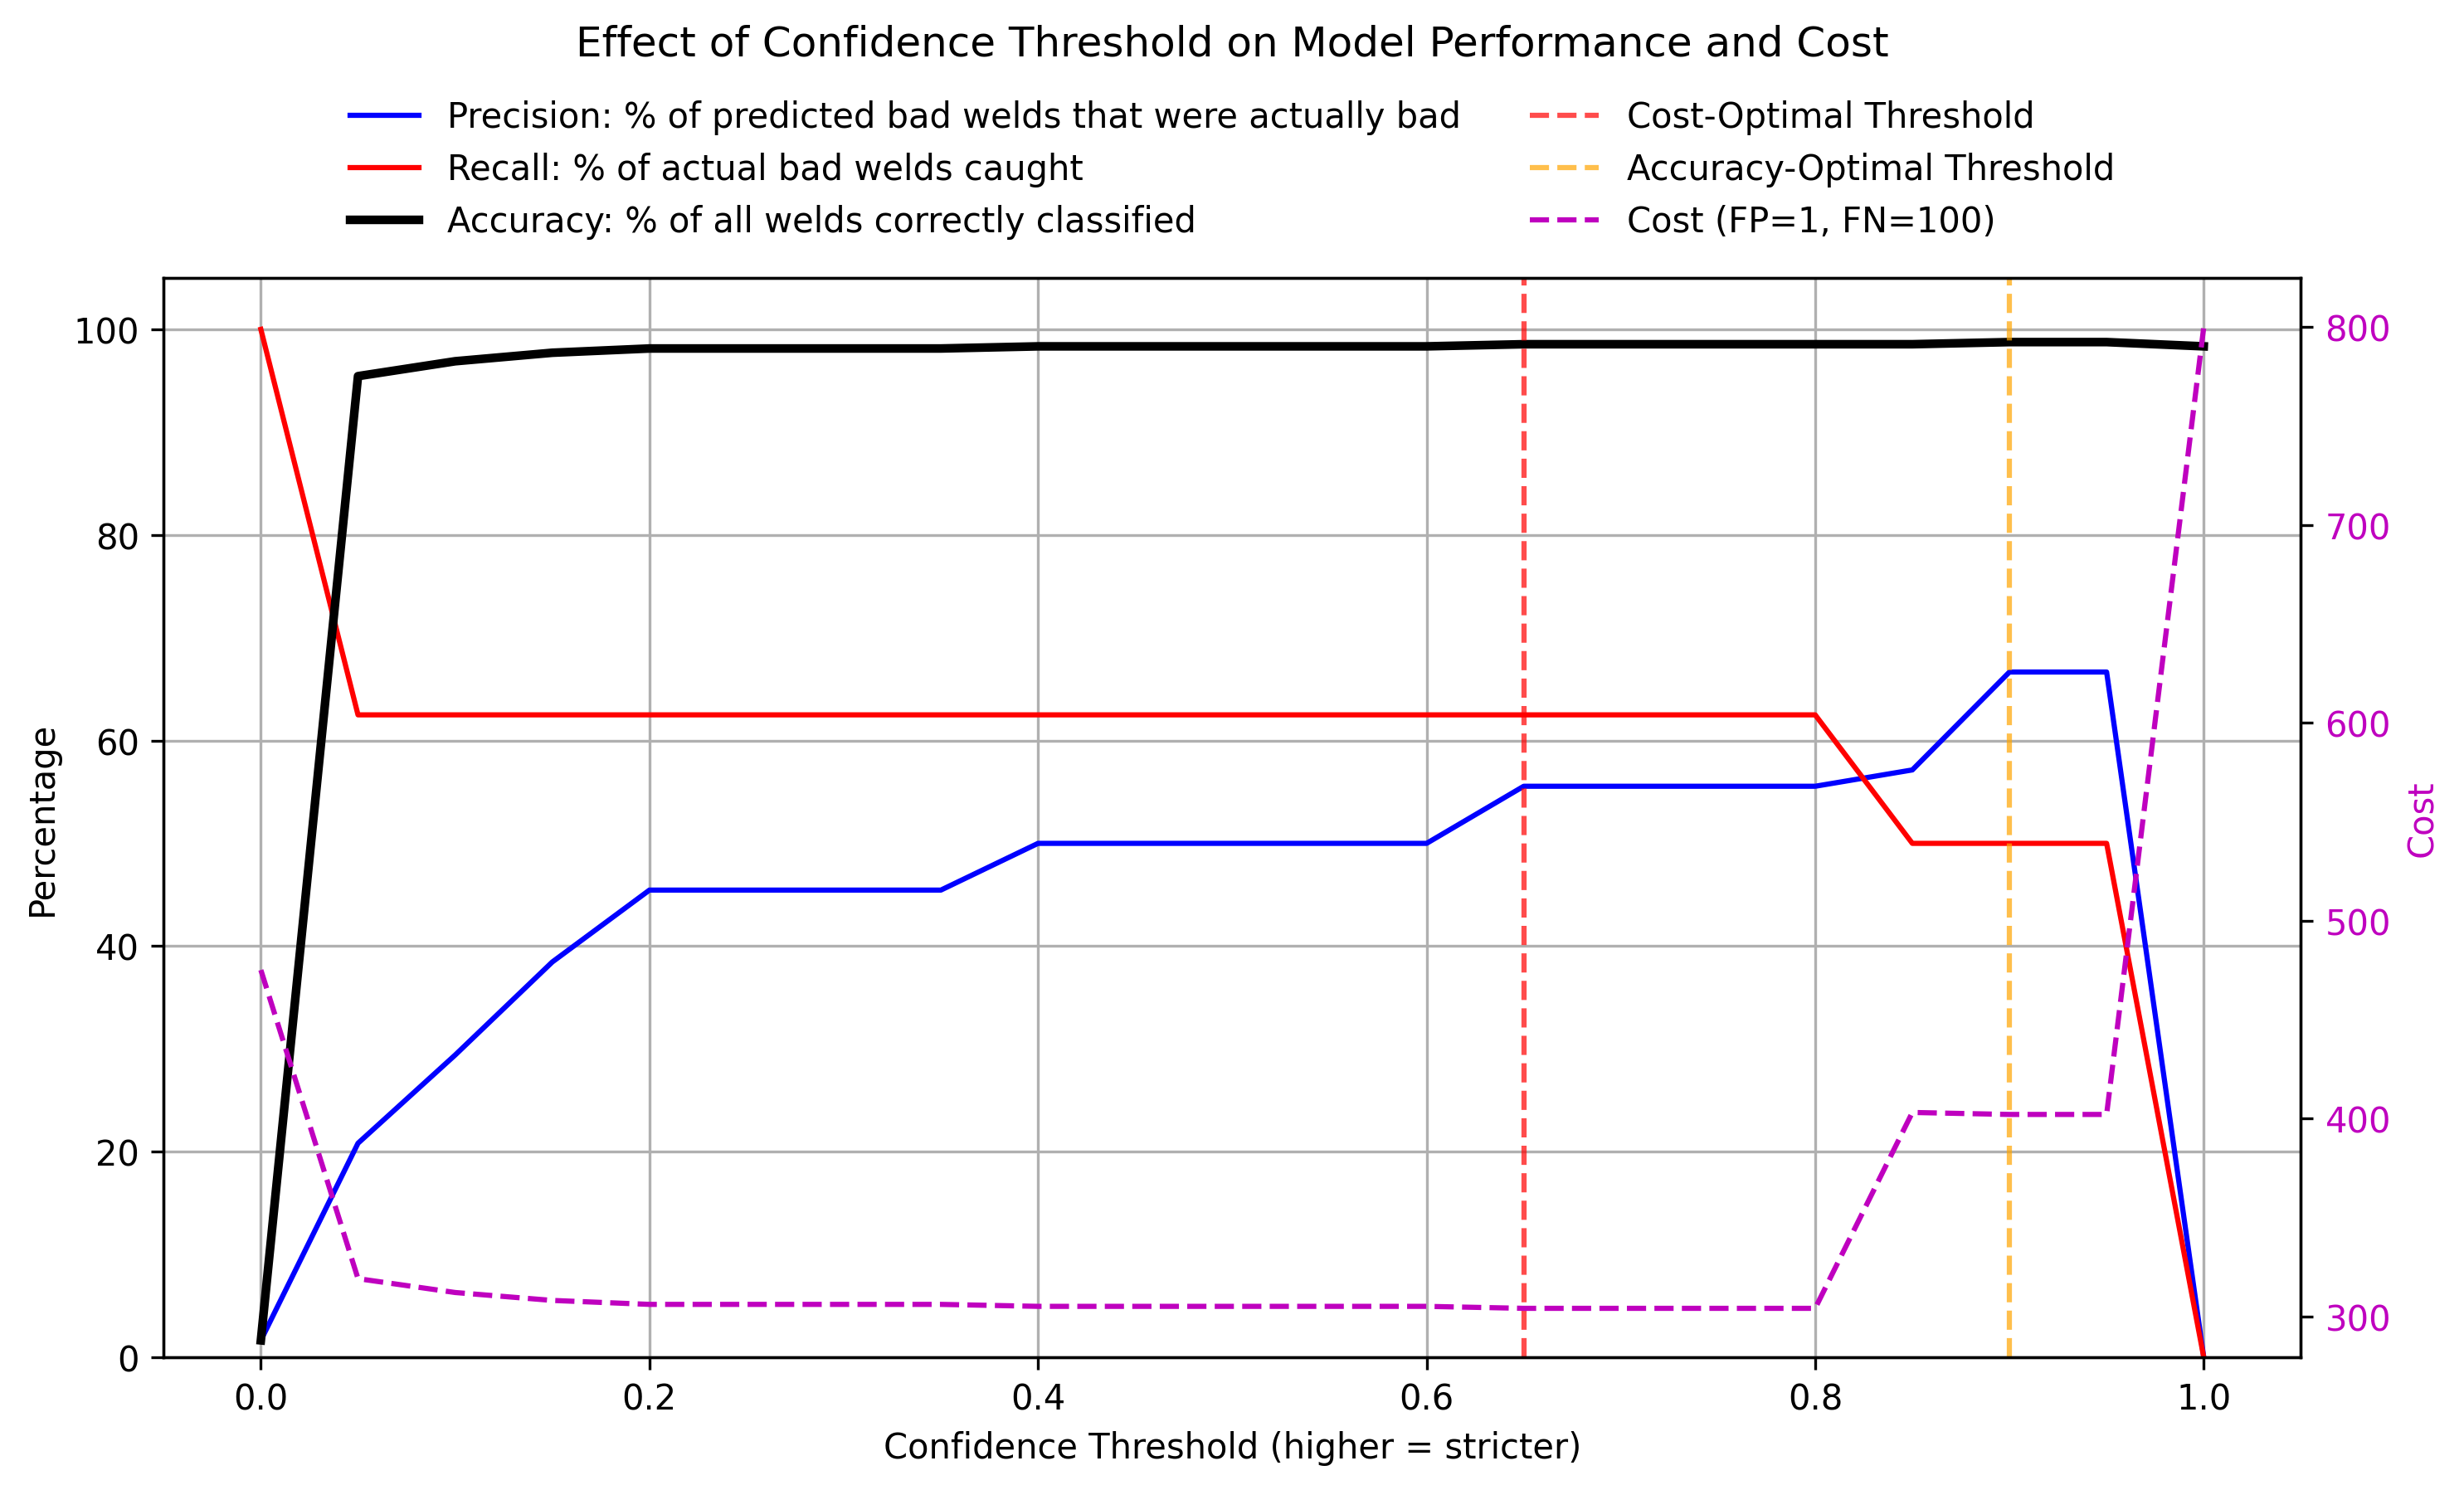 Effect of Confidence Threshold on Model Performance and Cost
Precision: % of predicted bad welds that were actually bad
Recall: % of actual bad welds caught
Accuracy: % of all welds correctly classified
Cost-Optimal Threshold
Accuracy-Optimal Threshold
Cost (FP=1, FN=100)
Percentage
100
80
60
40
20
0
800
700
600
500
400
300
Cost
0.0
0.2
0.4
0.6
0.8
1.0
Confidence Threshold (higher = stricter)